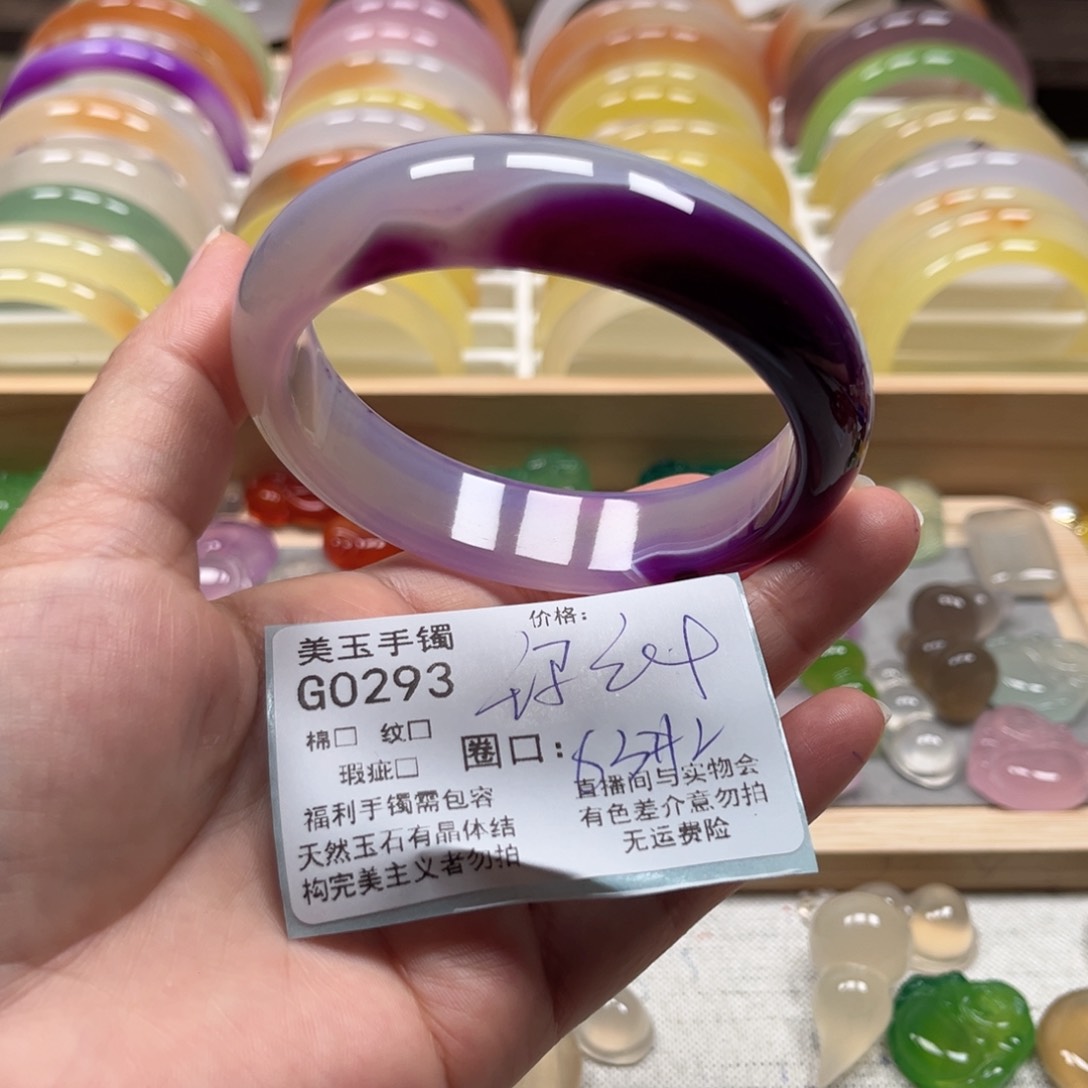 价格:
美玉手镯
G0293
棉□ 纹□
圈口:
瑕疵□
福利手镯需包容
天然玉石有晶体结
构完美主义者勿拍
直播间与实物会
有色差介意勿拍
无运费险